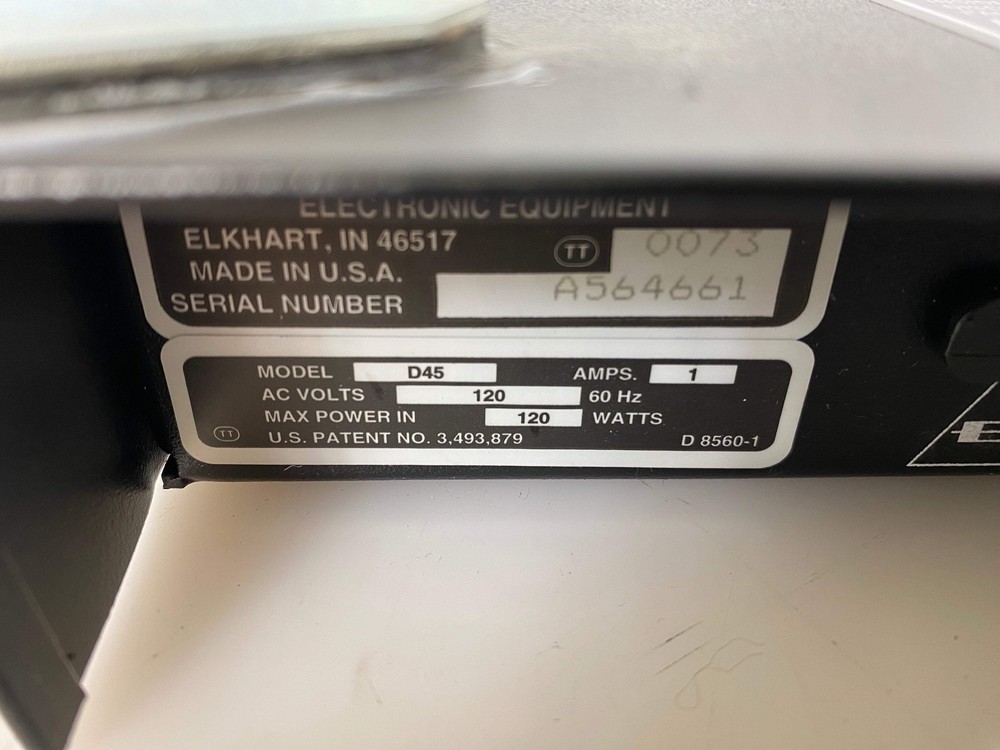 ELECTRONIC EQUIPMENT
ELKHART, IN 46517 TT 0073
MADE IN U.S.A.
SERIAL NUMBER A564661
MODEL D45 AMPS. 1
AC VOLTS 120 60 Hz
MAX POWER IN 120 WATTS
TT U.S. PATENT NO. 3,493,879 D 8560-1